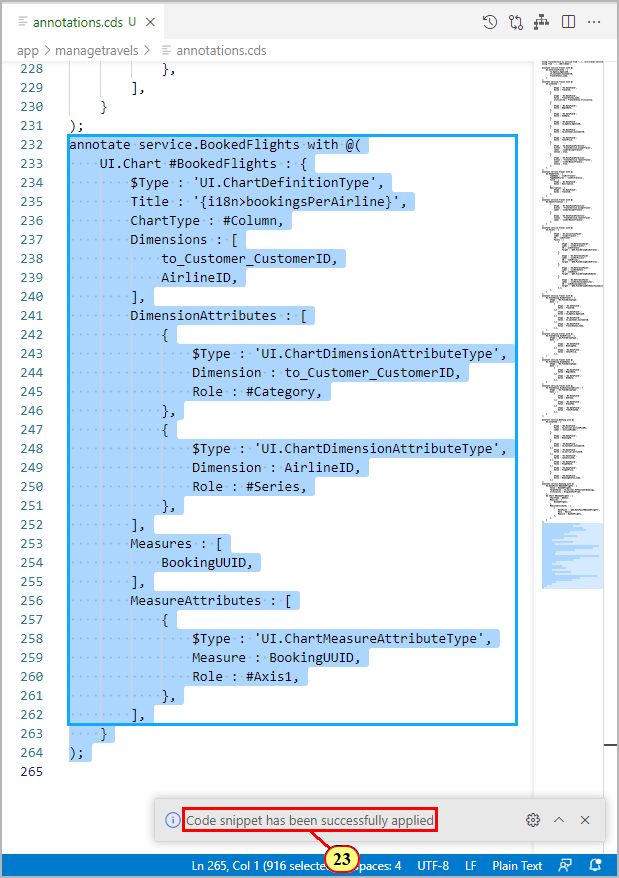 annotations.cds U
app > managetravels > annotations.cds
228 },
229 ],
230 }
231 );
232 annotate service.BookedFlights with @(
233 UI.Chart #BookedFlights : {
234 $Type : 'UI.ChartDefinitionType',
235 Title : '{i18n>bookingsPerAirline}',
236 ChartType : #Column,
237 Dimensions : [
238 to_Customer_CustomerID,
239 AirlineID,
240 ],
241 DimensionAttributes : [
242 {
243 $Type : 'UI.ChartDimensionAttributeType',
244 Dimension : to_Customer_CustomerID,
245 Role : #Category,
246 },
247 {
248 $Type : 'UI.ChartDimensionAttributeType',
249 Dimension : AirlineID,
250 Role : #Series,
251 },
252 ],
253 Measures : [
254 BookingUUID,
255 ],
256 MeasureAttributes : [
257 {
258 $Type : 'UI.ChartMeasureAttributeType',
259 Measure : BookingUUID,
260 Role : #Axis1,
261 },
262 ],
263 }
264 );
265
Code snippet has been successfully applied
23
Ln 265, Col 1 (916 selecte paces: 4 UTF-8 LF Plain Text